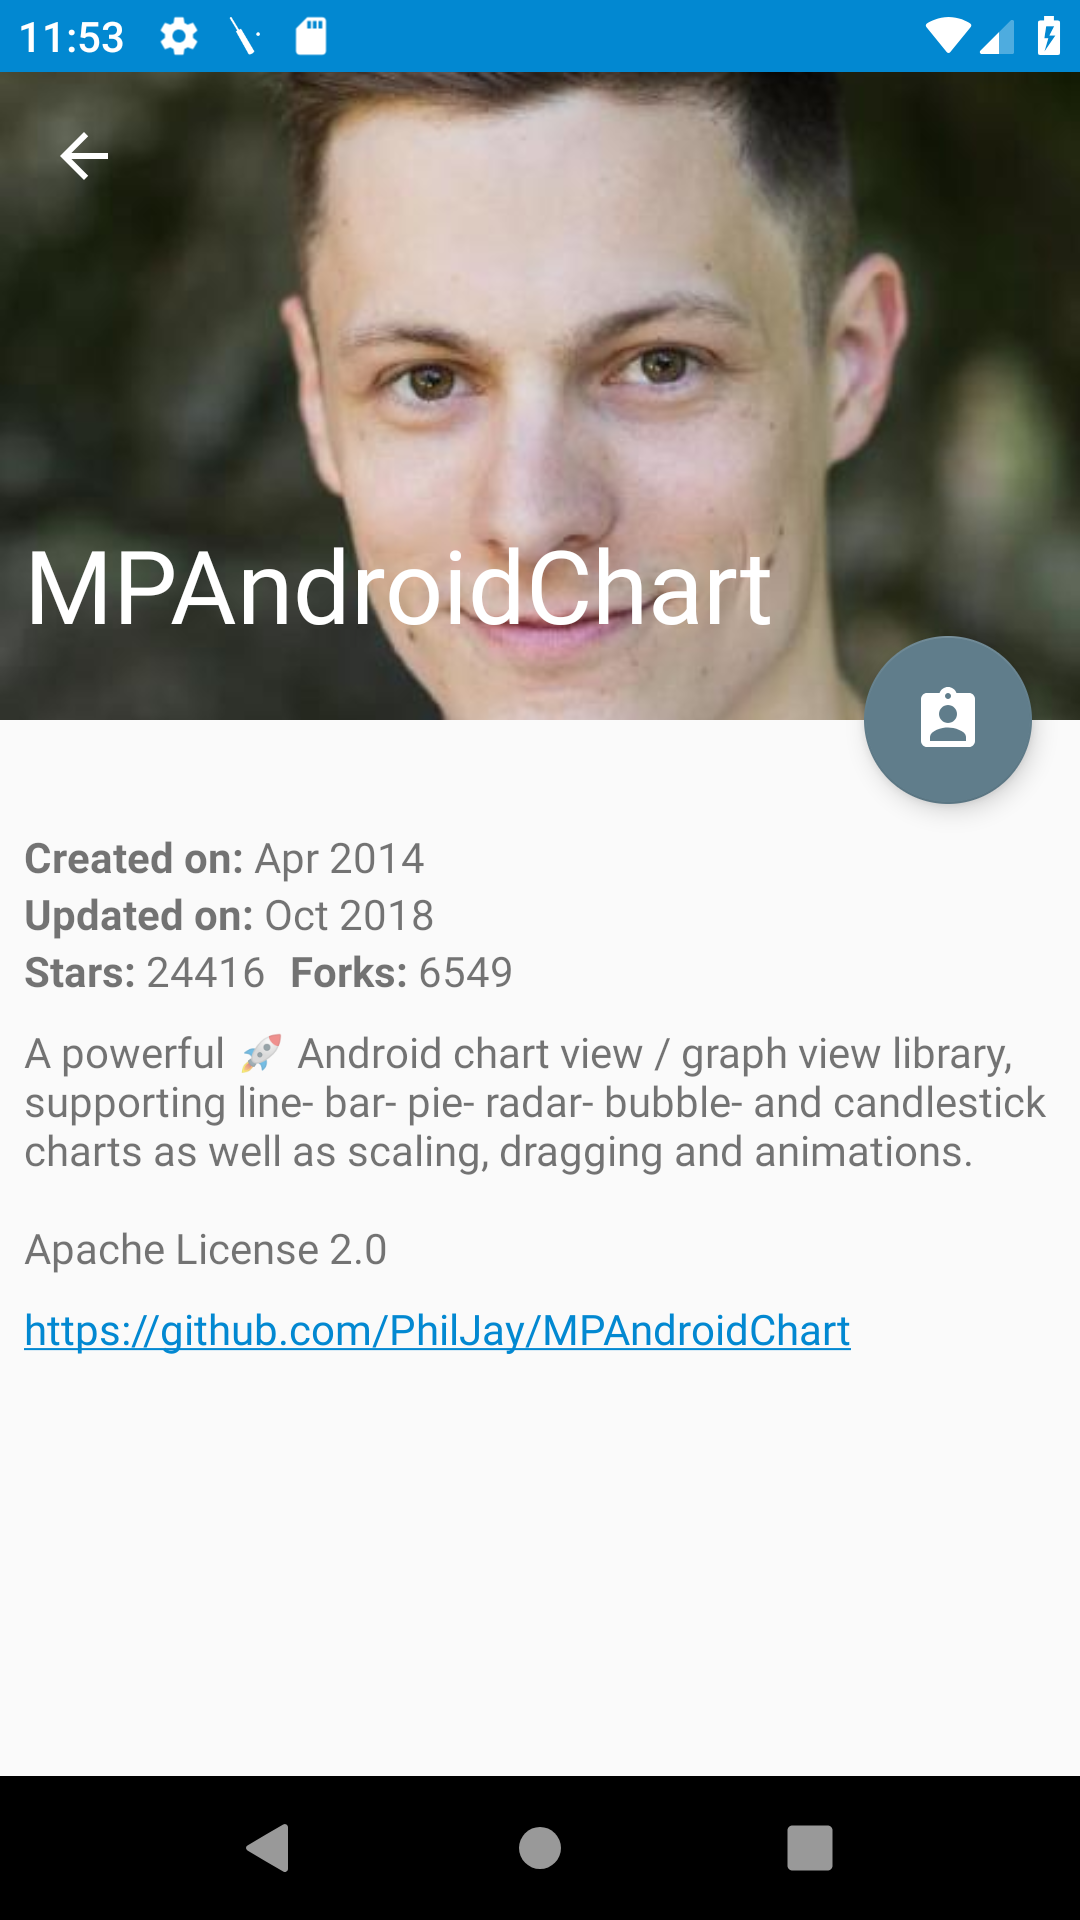 11:53
MPAndroidChart
Created on: Apr 2014
Updated on: Oct 2018
Stars: 24416 Forks: 6549
A powerful 🚀 Android chart view / graph view library,
supporting line- bar- pie- radar- bubble- and candlestick
charts as well as scaling, dragging and animations.
Apache License 2.0
https://github.com/PhilJay/MPAndroidChart